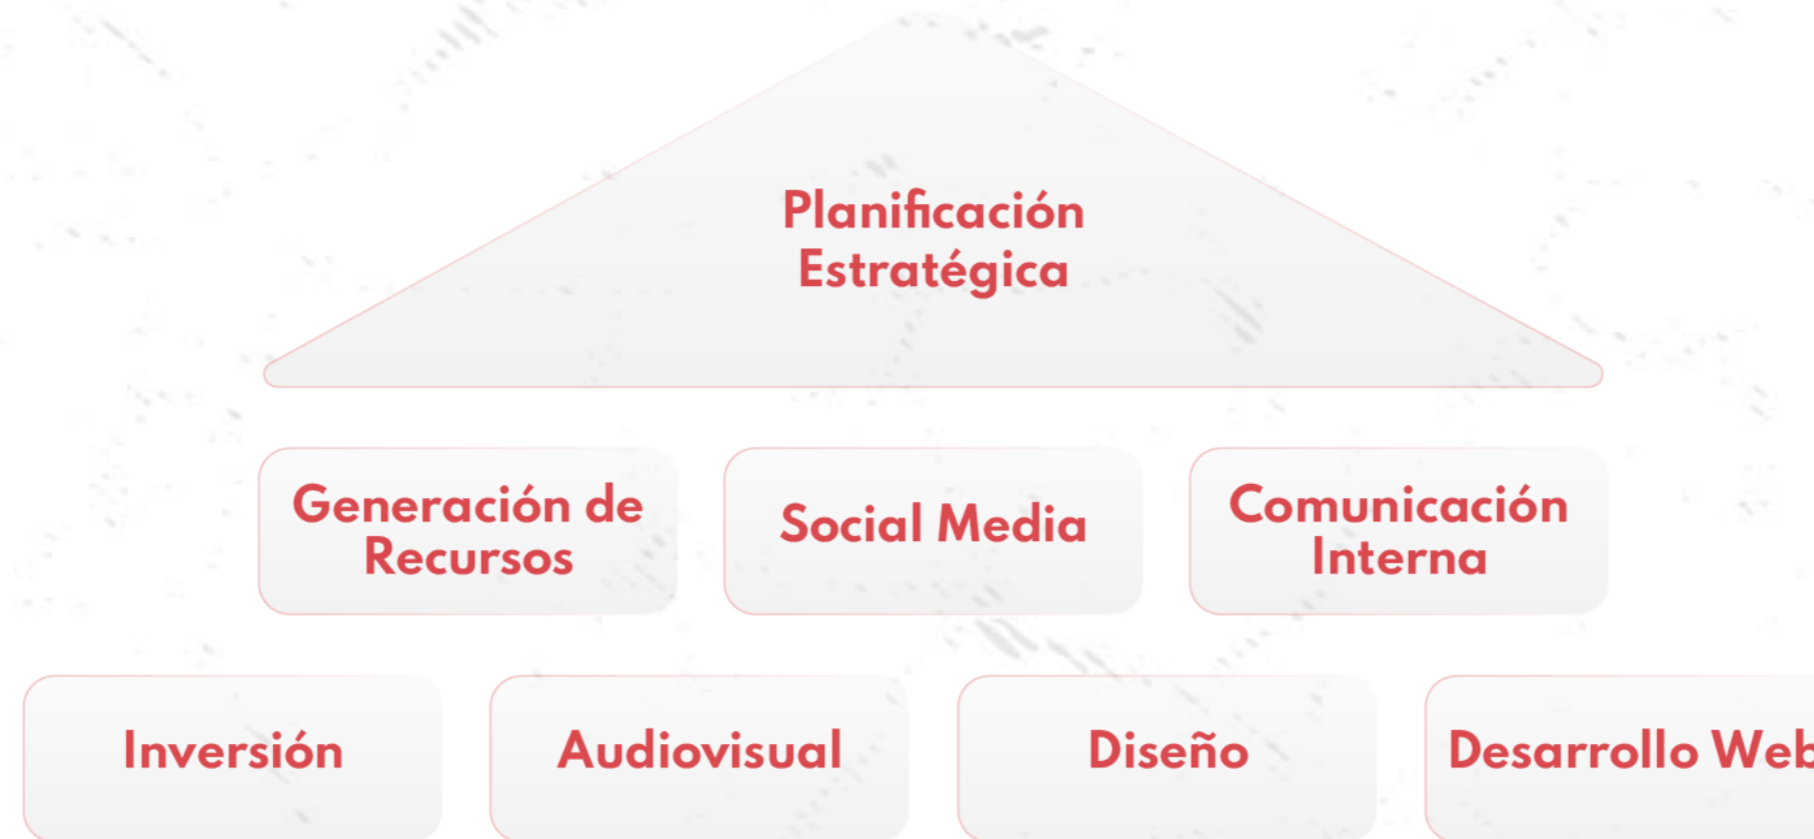 Planificación
Estratégica
Generación de
Recursos
Social Media
Comunicación
Interna
Inversión
Audiovisual
Diseño
Desarrollo Web